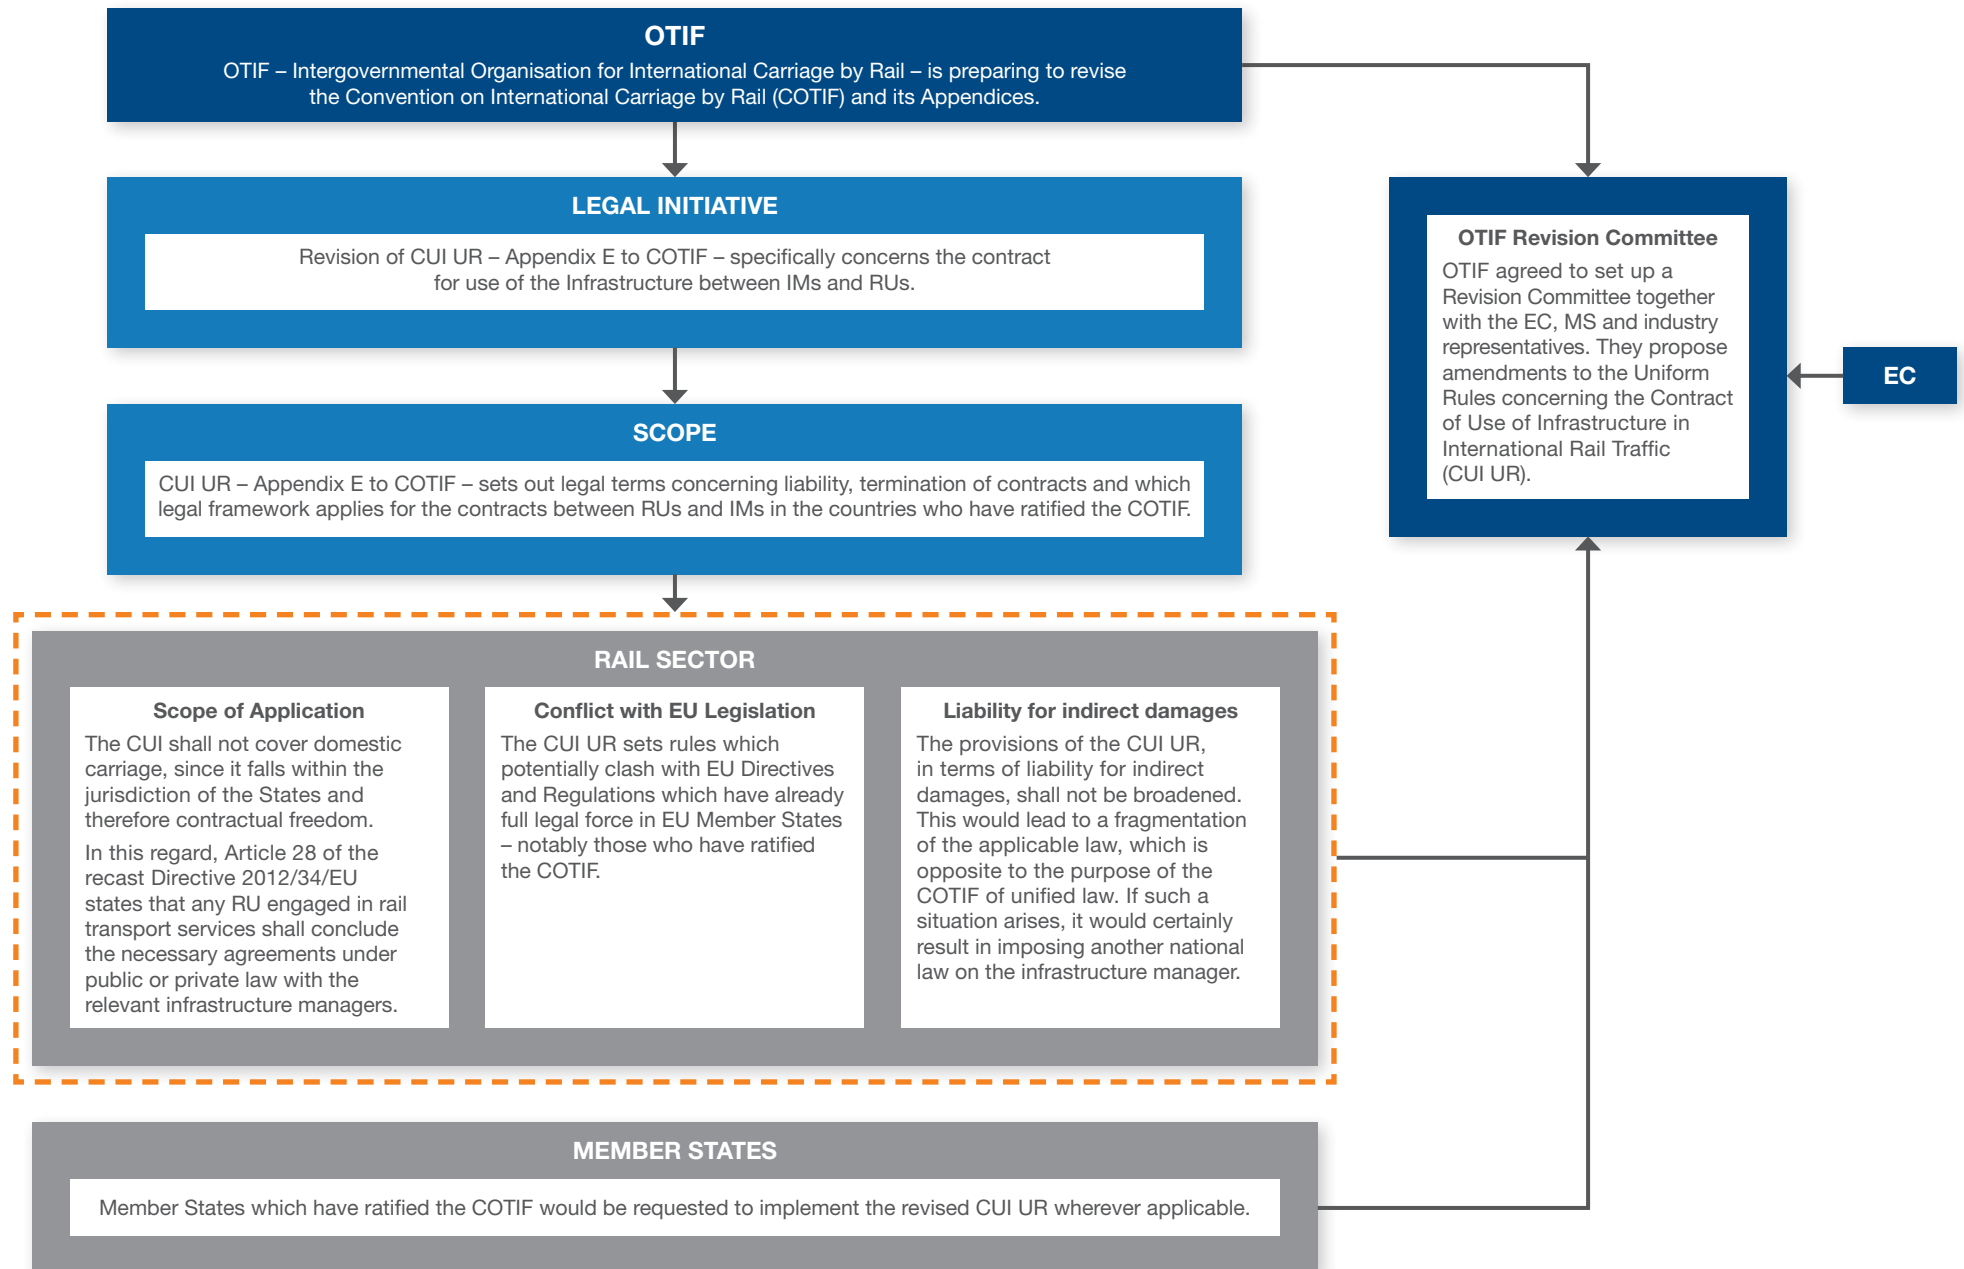 OTIF
OTIF – Intergovernmental Organisation for International Carriage by Rail – is preparing to revise
the Convention on International Carriage by Rail (COTIF) and its Appendices.
LEGAL INITIATIVE
Revision of CUI UR – Appendix E to COTIF – specifically concerns the contract
for use of the Infrastructure between IMs and RUs.
SCOPE
CUI UR – Appendix E to COTIF – sets out legal terms concerning liability, termination of contracts and which
legal framework applies for the contracts between RUs and IMs in the countries who have ratified the COTIF.
OTIF Revision Committee
OTIF agreed to set up a
Revision Committee together
with the EC, MS and industry
representatives. They propose
amendments to the Uniform
Rules concerning the Contract
of Use of Infrastructure in
International Rail Traffic
(CUI UR).
EC
RAIL SECTOR
Scope of Application
The CUI shall not cover domestic
carriage, since it falls within the
jurisdiction of the States and
therefore contractual freedom.
In this regard, Article 28 of the
recast Directive 2012/34/EU
states that any RU engaged in rail
transport services shall conclude
the necessary agreements under
public or private law with the
relevant infrastructure managers.
Conflict with EU Legislation
The CUI UR sets rules which
potentially clash with EU Directives
and Regulations which have already
full legal force in EU Member States
– notably those who have ratified
the COTIF.
Liability for indirect damages
The provisions of the CUI UR,
in terms of liability for indirect
damages, shall not be broadened.
This would lead to a fragmentation
of the applicable law, which is
opposite to the purpose of the
COTIF of unified law. If such a
situation arises, it would certainly
result in imposing another national
law on the infrastructure manager.
MEMBER STATES
Member States which have ratified the COTIF would be requested to implement the revised CUI UR wherever applicable.